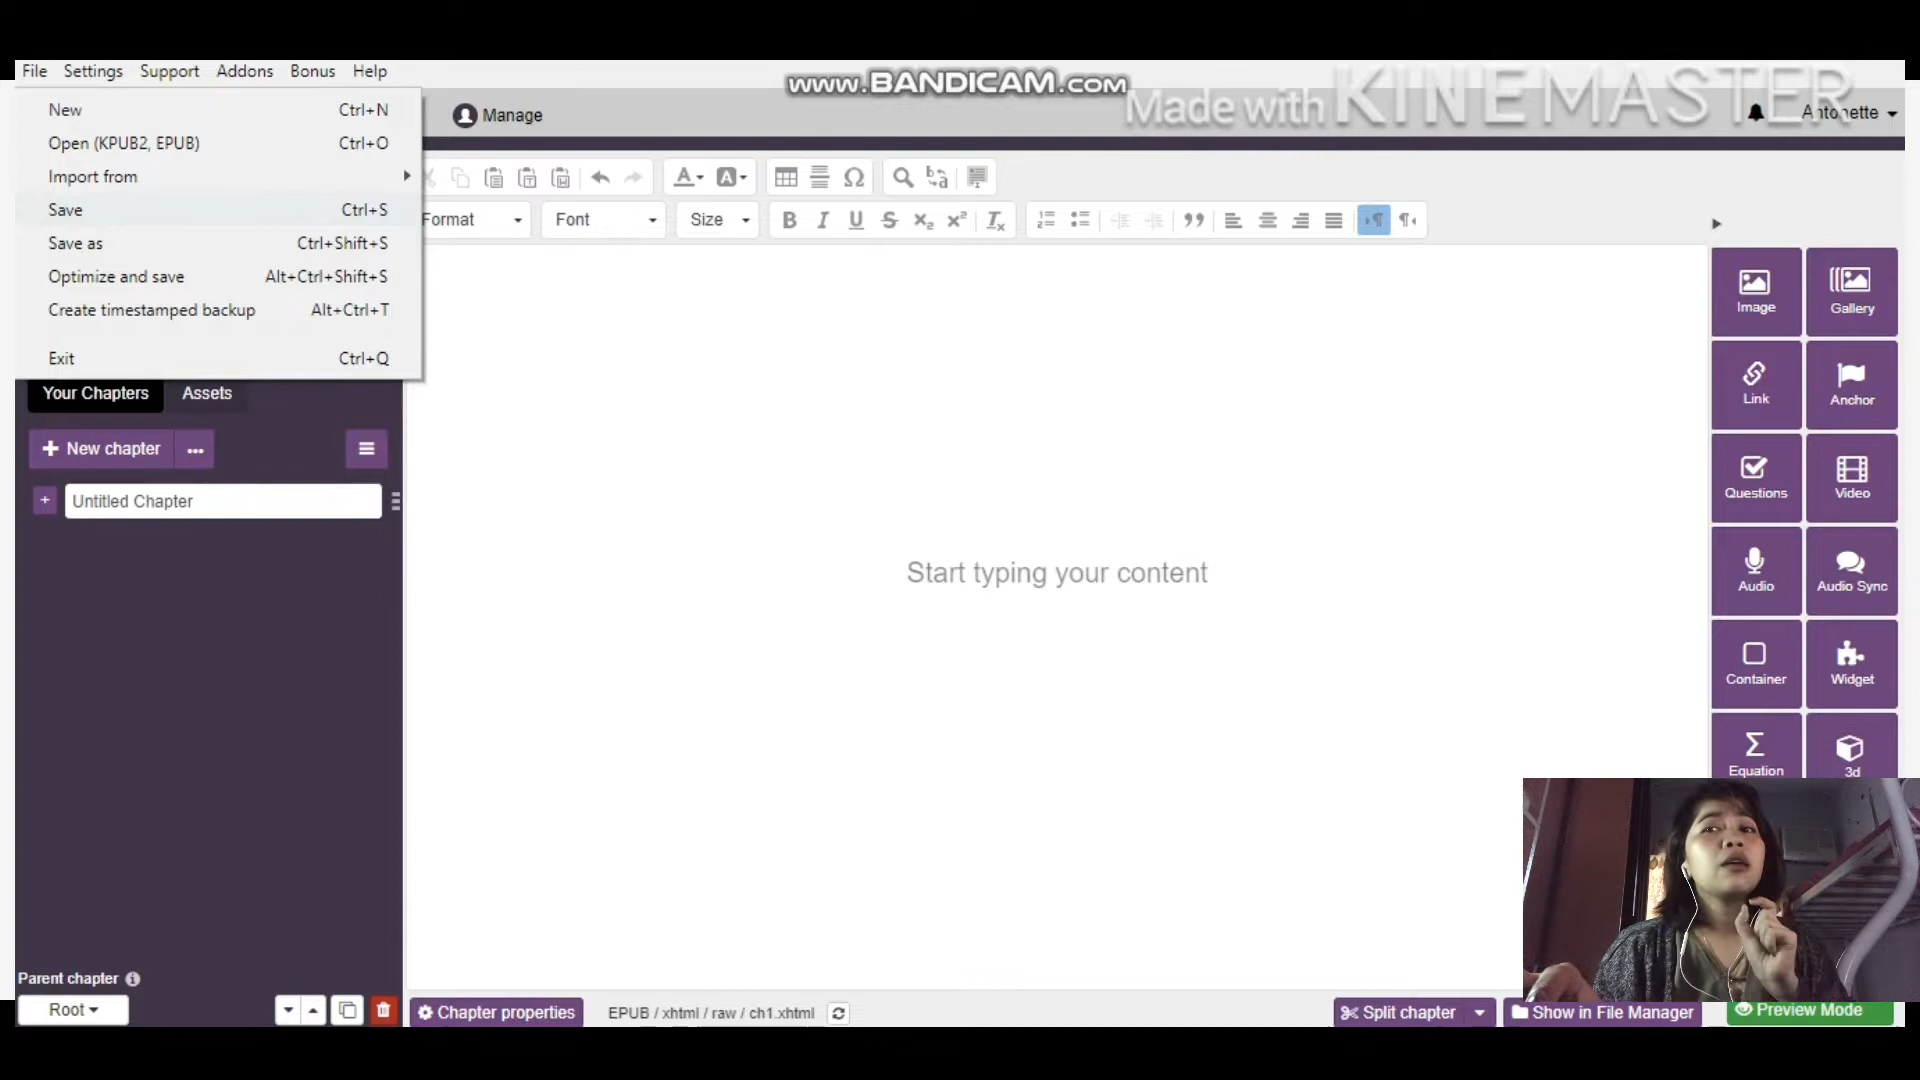 File Settings Support Addons Bonus Help
www.BANDICAM.com
Made with KINEMASTER
New Ctrl+N
Open (KPUB2, EPUB) Ctrl+O
Import from
Save Ctrl+S
Save as Ctrl+Shift+S
Optimize and save Alt+Ctrl+Shift+S
Create timestamped backup Alt+Ctrl+T
Exit Ctrl+Q
Manage
Antonette
Format Font Size
Your Chapters Assets
New chapter
Untitled Chapter
Start typing your content
Image Gallery
Link Anchor
Questions Video
Audio Audio Sync
Container Widget
Equation 3d
Parent chapter
Root
Chapter properties
EPUB / xhtml / raw / ch1.xhtml
Split chapter
Show in File Manager
Preview Mode